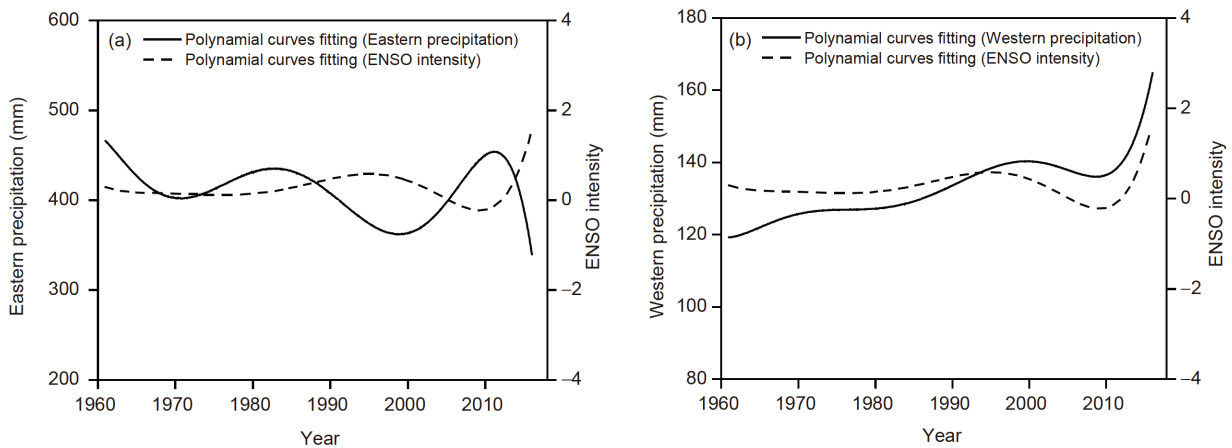 (a)
Polynamial curves fitting (Eastern precipitation)
Polynamial curves fitting (ENSO intensity)
600
500
400
300
200
Eastern precipitation (mm)
4
2
0
−2
−4
ENSO intensity
1960 1970 1980 1990 2000 2010
Year
(b)
Polynamial curves fitting (Western precipitation)
Polynamial curves fitting (ENSO intensity)
180
160
140
120
100
80
Western precipitation (mm)
4
2
0
−2
−4
ENSO intensity
1960 1970 1980 1990 2000 2010
Year